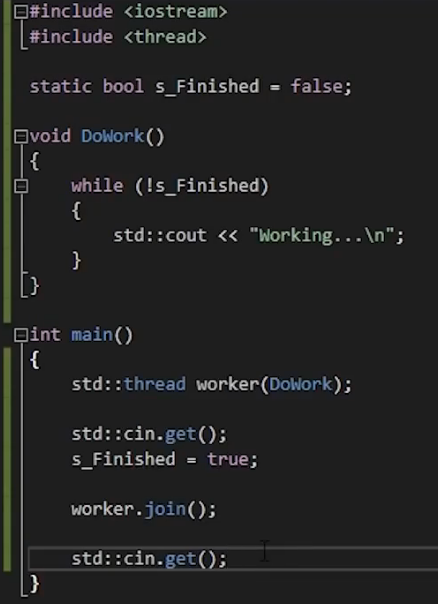 #include <iostream>
#include <thread>
static bool s_Finished = false;
void DoWork()
{
while (!s_Finished)
{
std::cout << "Working...\n";
}
}
int main()
{
std::thread worker(DoWork);
std::cin.get();
s_Finished = true;
worker.join();
std::cin.get();
}